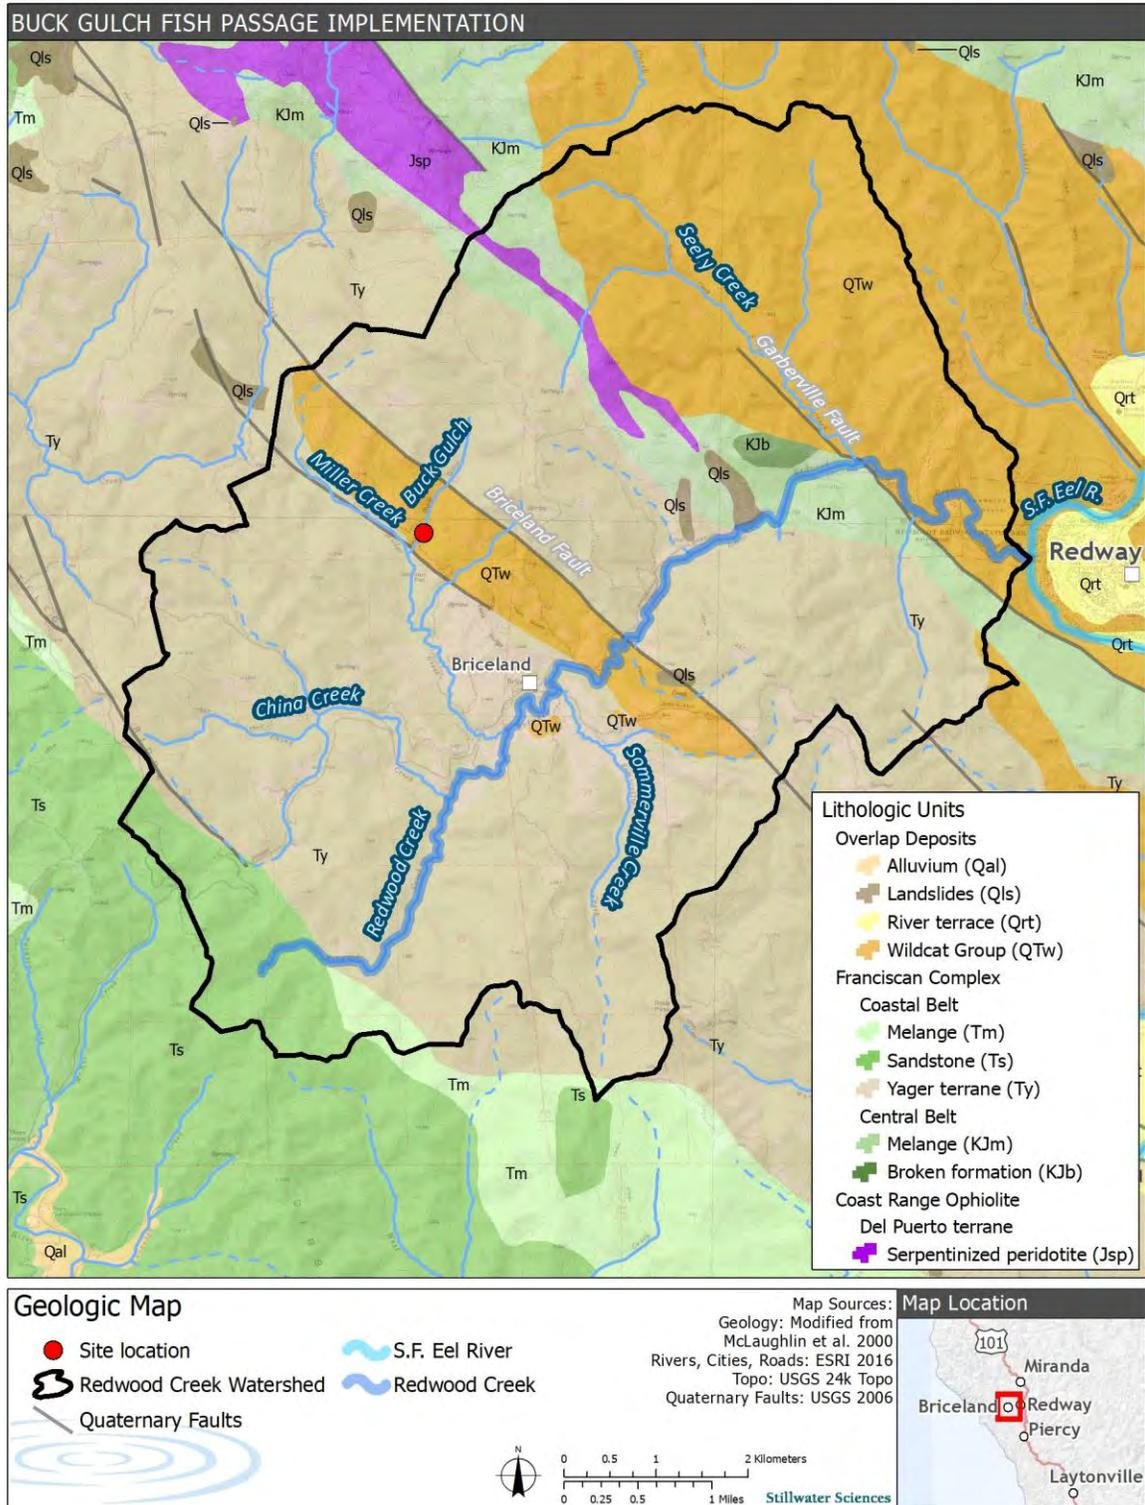 BUCK GULCH FISH PASSAGE IMPLEMENTATION
Qls
Qls
KJm
Tm
Qls
KJm
KJm
Jsp
Qls
Qls
Qls
Seely Creek
Ty
QTw
Garberville Fault
Qls
Qrt
Ty
Buck Gulch
Miller Creek
KJb
Qls
Qls
Briceland Fault
KJm
S.F. Eel R.
Redway
QTw
Qrt
Ty
Tm
Qrt
Briceland
Qls
China Creek
QTw
QTw
Ty
Ts
Sommerville Creek
Redwood Creek
Ty
Tm
Ts
Ty
Tm
Ts
Tm
Ts
Qal
Lithologic Units
Overlap Deposits
Alluvium (Qal)
Landslides (Qls)
River terrace (Qrt)
Wildcat Group (QTw)
Franciscan Complex
Coastal Belt
Melange (Tm)
Sandstone (Ts)
Yager terrane (Ty)
Central Belt
Melange (KJm)
Broken formation (KJb)
Coast Range Ophiolite
Del Puerto terrane
Serpentinized peridotite (Jsp)
Geologic Map
Site location
Redwood Creek Watershed
Quaternary Faults
S.F. Eel River
Redwood Creek
Map Sources:
Geology: Modified from
McLaughlin et al. 2000
Rivers, Cities, Roads: ESRI 2016
Topo: USGS 24k Topo
Quaternary Faults: USGS 2006
N
0 0.5 1 2 Kilometers
0 0.25 0.5 1 Miles
Stillwater Sciences
Map Location
101
Miranda
Briceland
Redway
Piercy
Laytonville